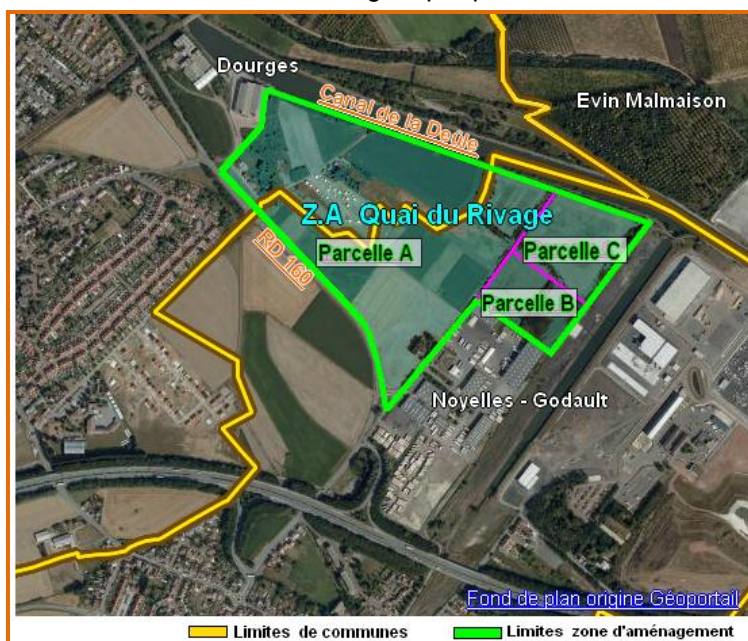 Dourges
Evin Malmaison
Canal de la Deûle
Z.A Quai du Rivage
RD 160
Parcelle A
Parcelle C
Parcelle B
Noyelles - Godault
Fond de plan origine Géoportail
Limites de communes
Limites zone d'aménagement